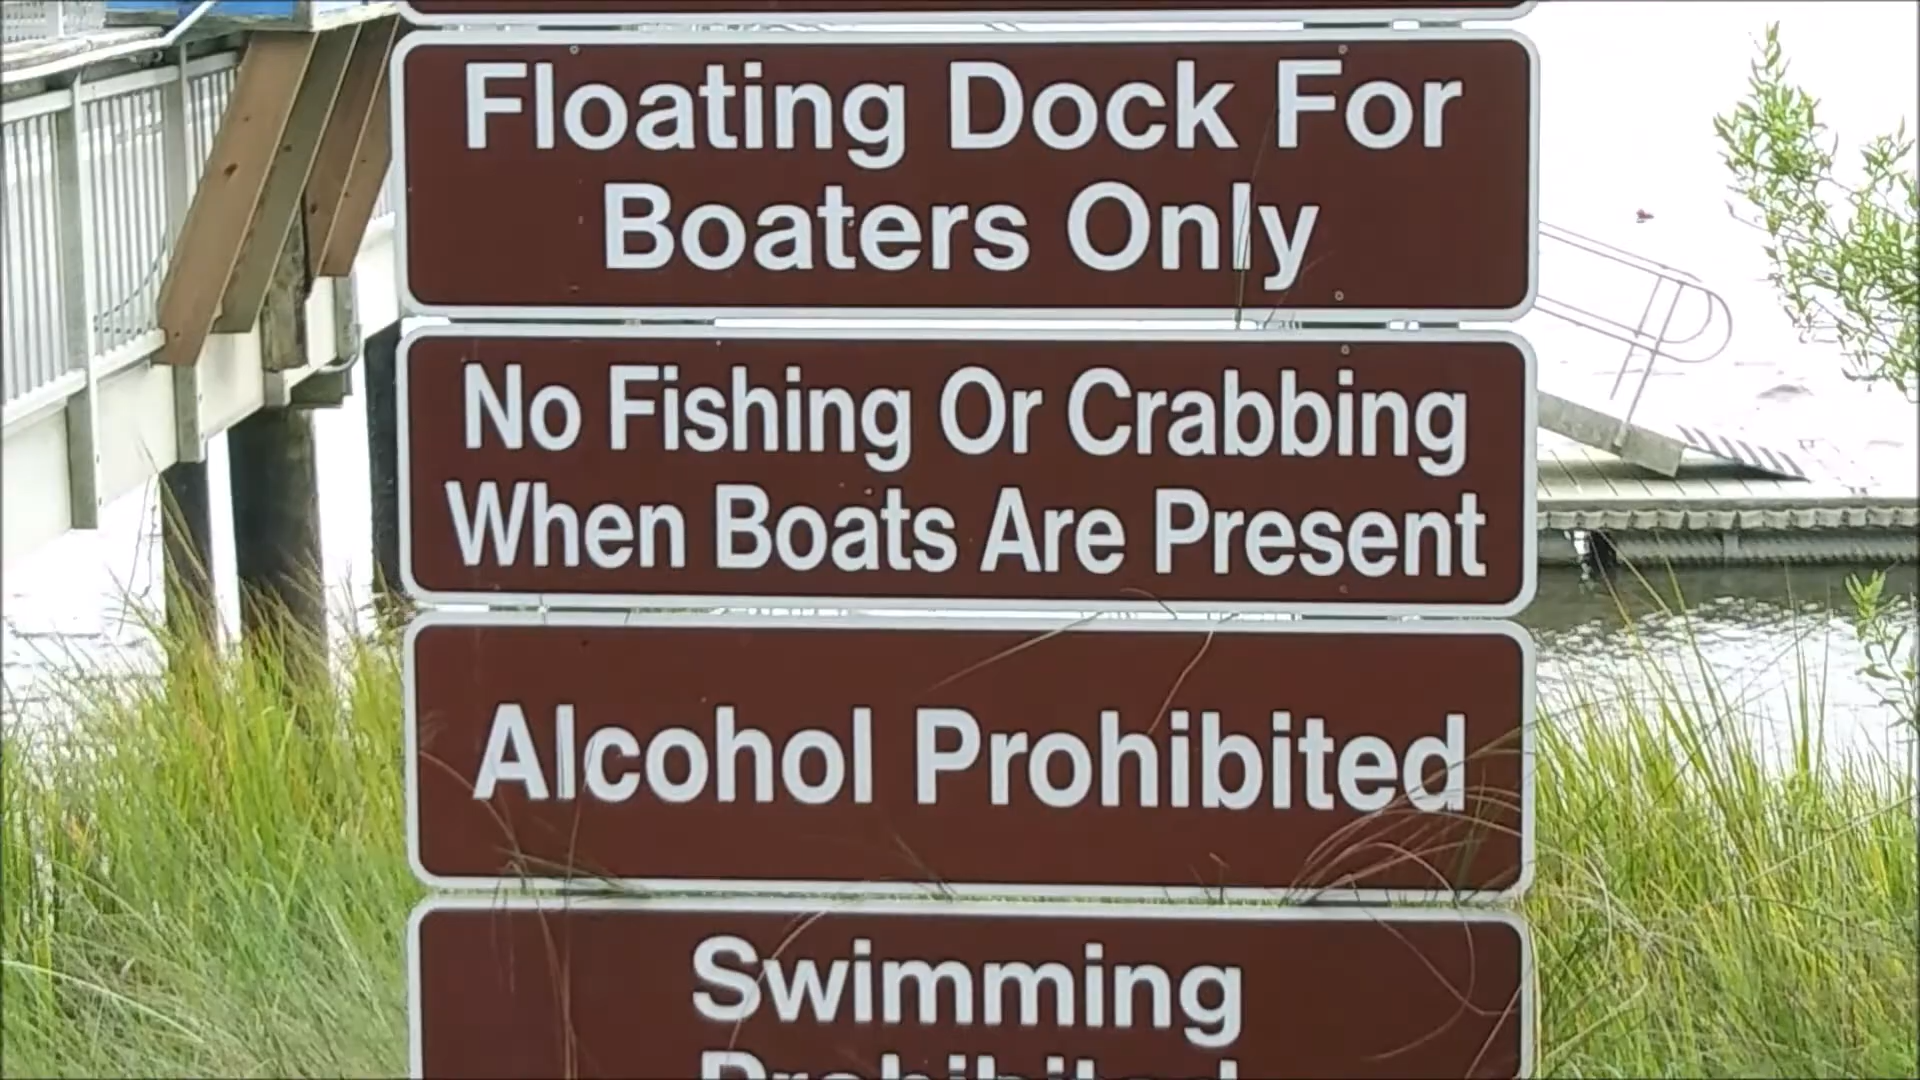 Floating Dock For
Boaters Only
No Fishing Or Crabbing
When Boats Are Present
Alcohol Prohibited
Swimming
Prohibited